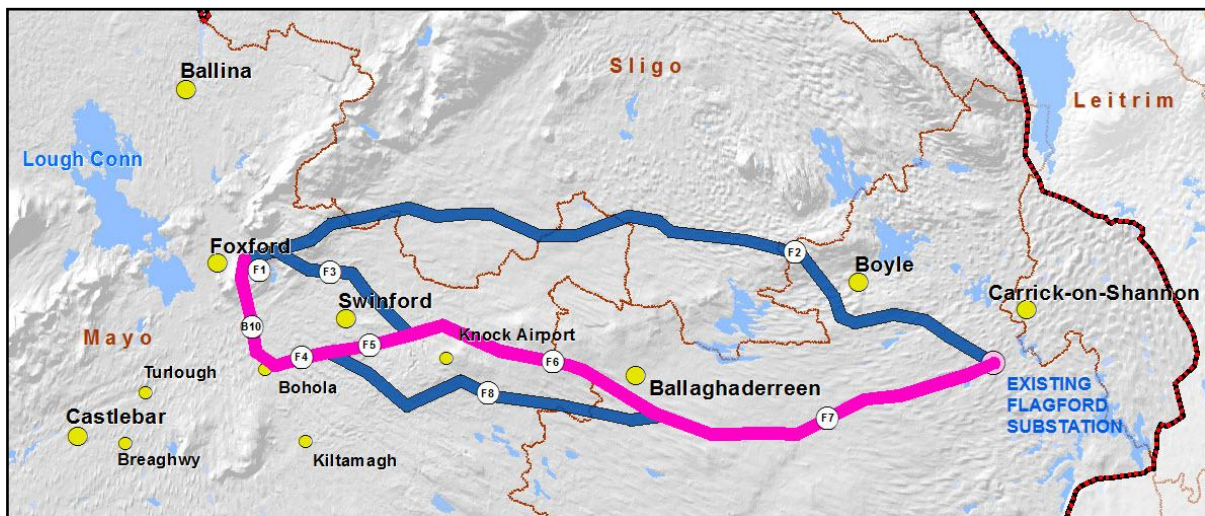 Sligo
Ballina
Leitrim
Lough Conn
Foxford
F1
F3
F2
Boyle
Swinford
Carrick-on-Shannon
B10
Mayo
Knock Airport
F5
F4
F6
Bohola
Turlough
Ballaghaderreen
EXISTING
FLAGFORD
SUBSTATION
F8
F7
Castlebar
Breaghwy
Kiltamagh